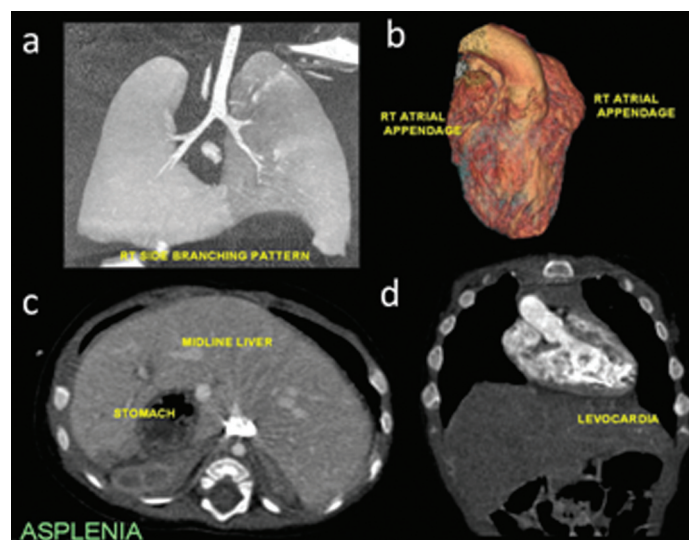 a
RT SIDE BRANCHING PATTERN
b
RT ATRIAL
APPENDAGE
RT ATRIAL
APPENDAGE
c
MIDLINE LIVER
STOMACH
ASPLENIA
d
LEVOCARDIA